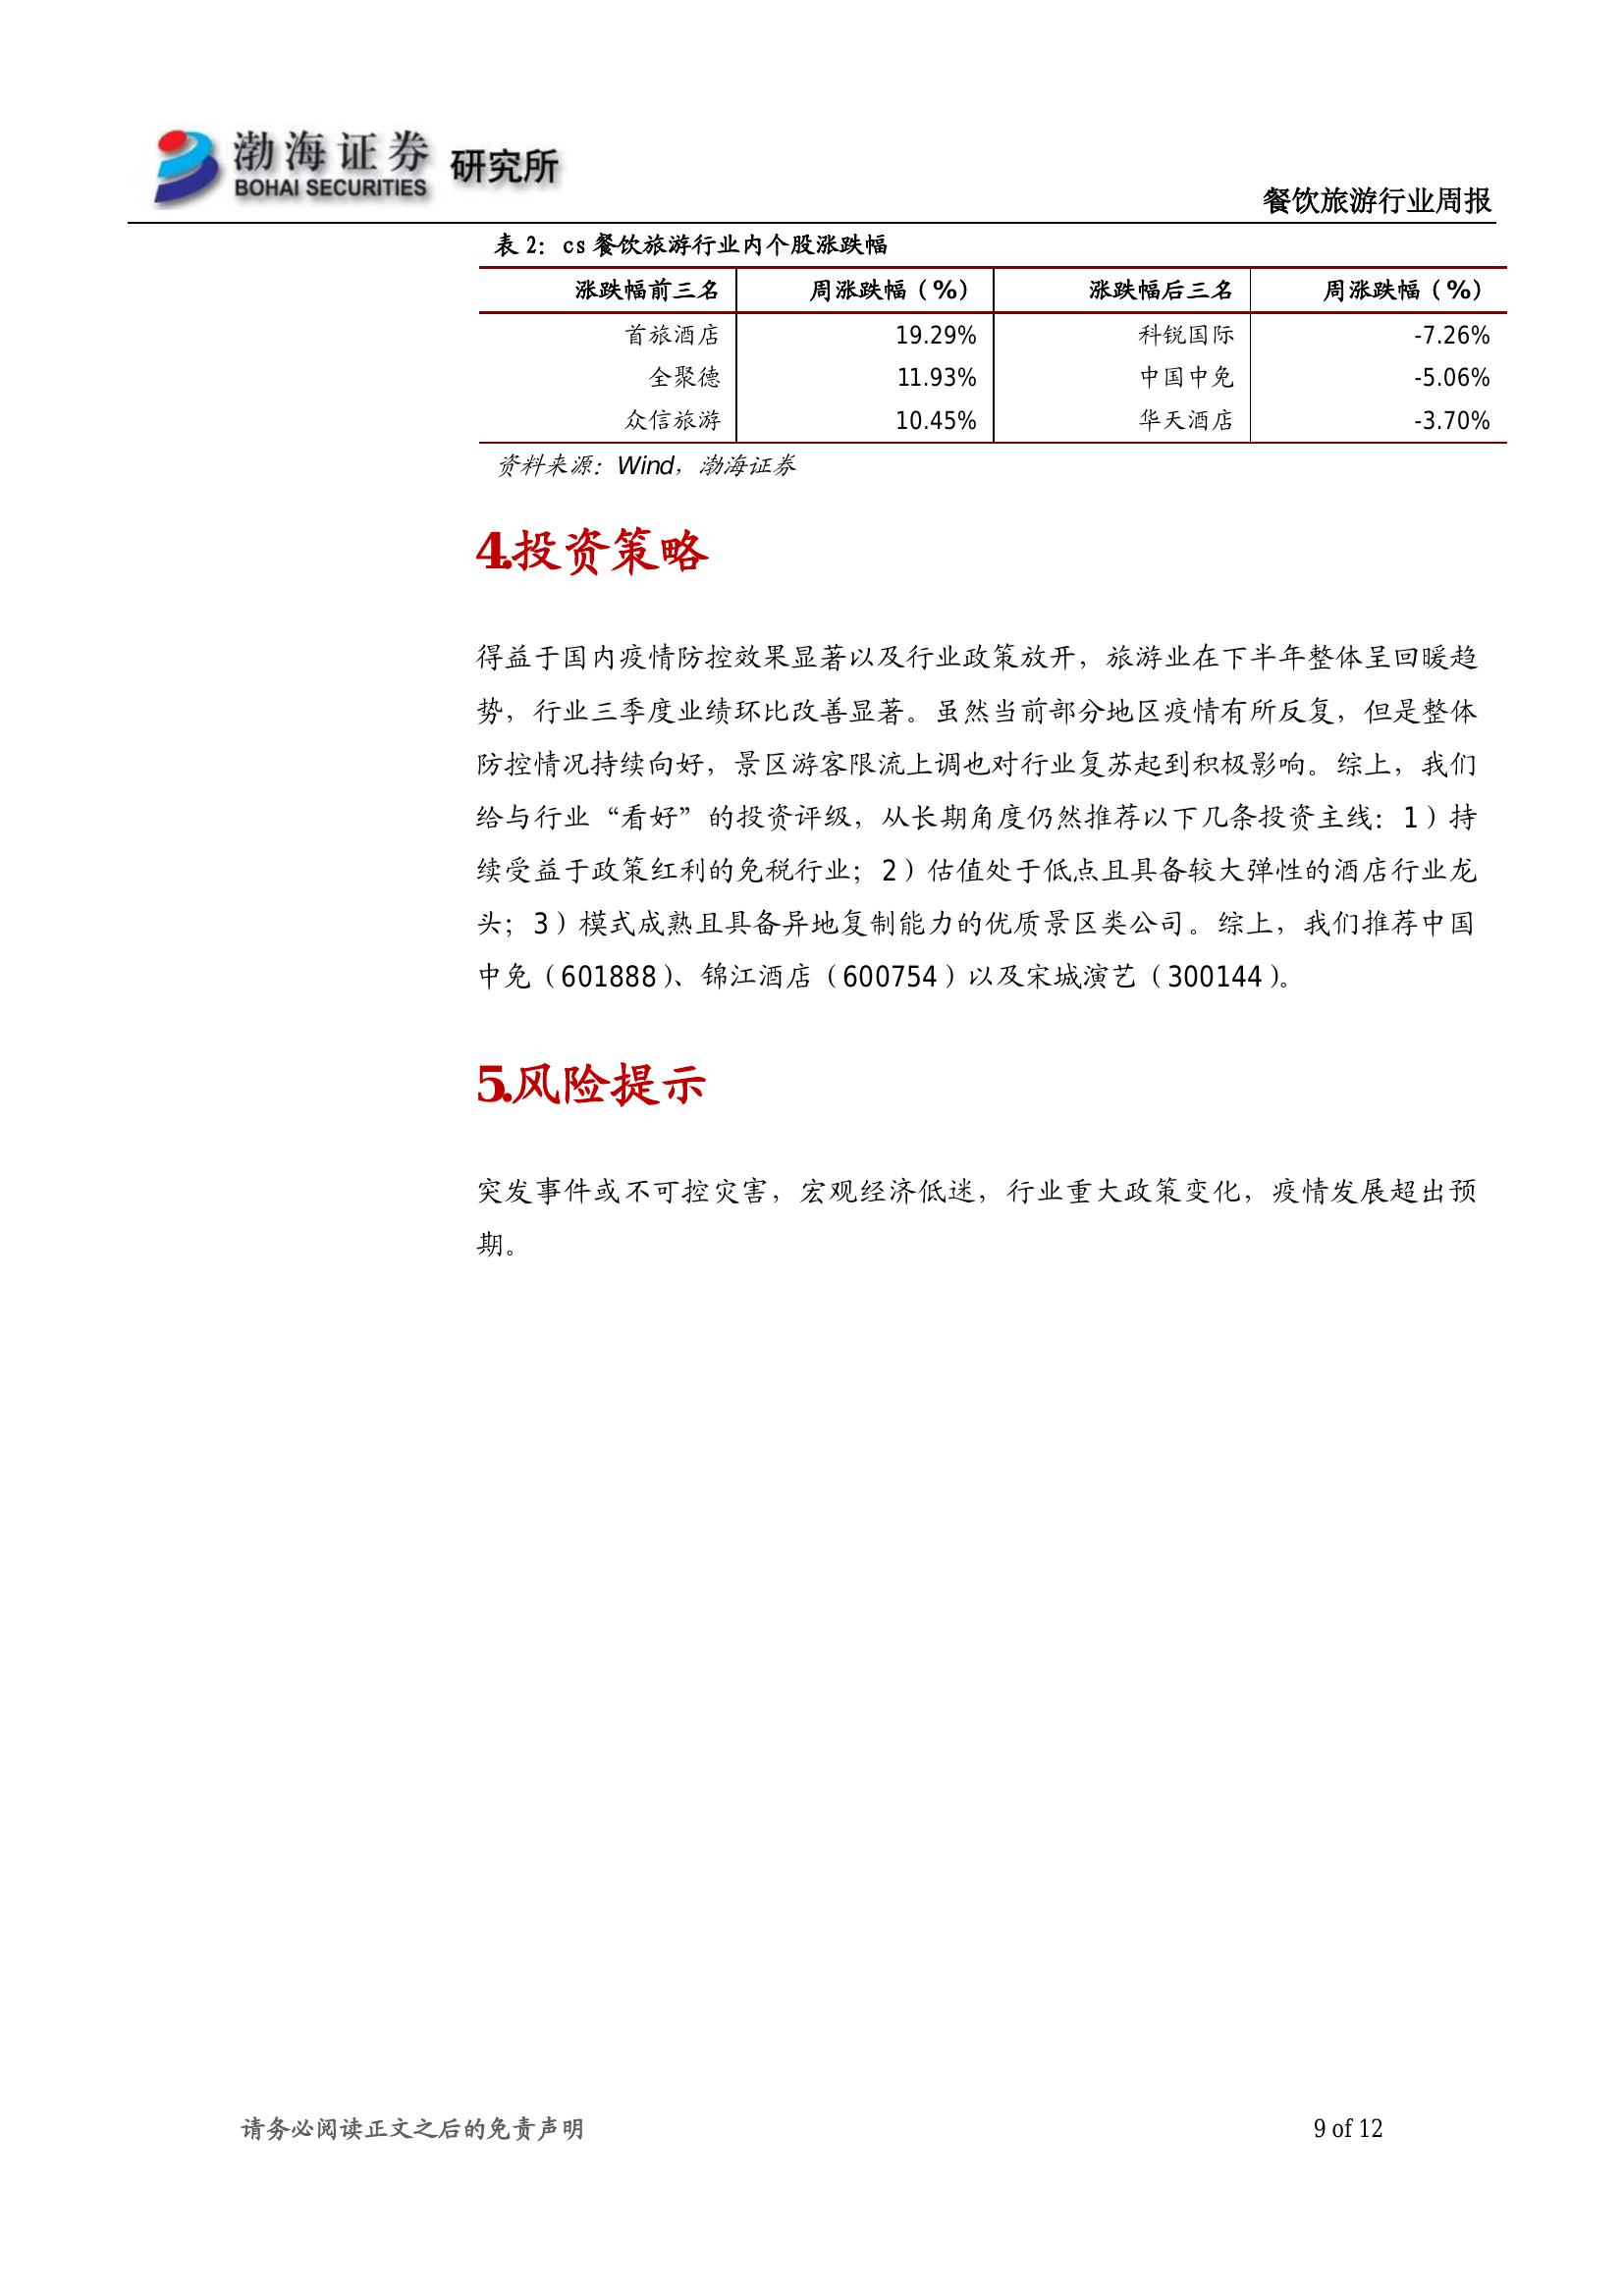 渤海证券 研究所
BOHAI SECURITIES
餐饮旅游行业周报
表 2：cs 餐饮旅游行业内个股涨跌幅
涨跌幅前三名 周涨跌幅（%） 涨跌幅后三名 周涨跌幅（%）
首旅酒店 19.29% 科锐国际 -7.26%
全聚德 11.93% 中国中免 -5.06%
众信旅游 10.45% 华天酒店 -3.70%
资料来源：Wind，渤海证券
4.投资策略
得益于国内疫情防控效果显著以及行业政策放开，旅游业在下半年整体呈回暖趋
势，行业三季度业绩环比改善显著。虽然当前部分地区疫情有所反复，但是整体
防控情况持续向好，景区游客限流上调也对行业复苏起到积极影响。综上，我们
给与行业“看好”的投资评级，从长期角度仍然推荐以下几条投资主线：1）持
续受益于政策红利的免税行业；2）估值处于低点且具备较大弹性的酒店行业龙
头；3）模式成熟且具备异地复制能力的优质景区类公司。综上，我们推荐中国
中免（601888）、锦江酒店（600754）以及宋城演艺（300144）。
5.风险提示
突发事件或不可控灾害，宏观经济低迷，行业重大政策变化，疫情发展超出预
期。
请务必阅读正文之后的免责声明 9 of 12